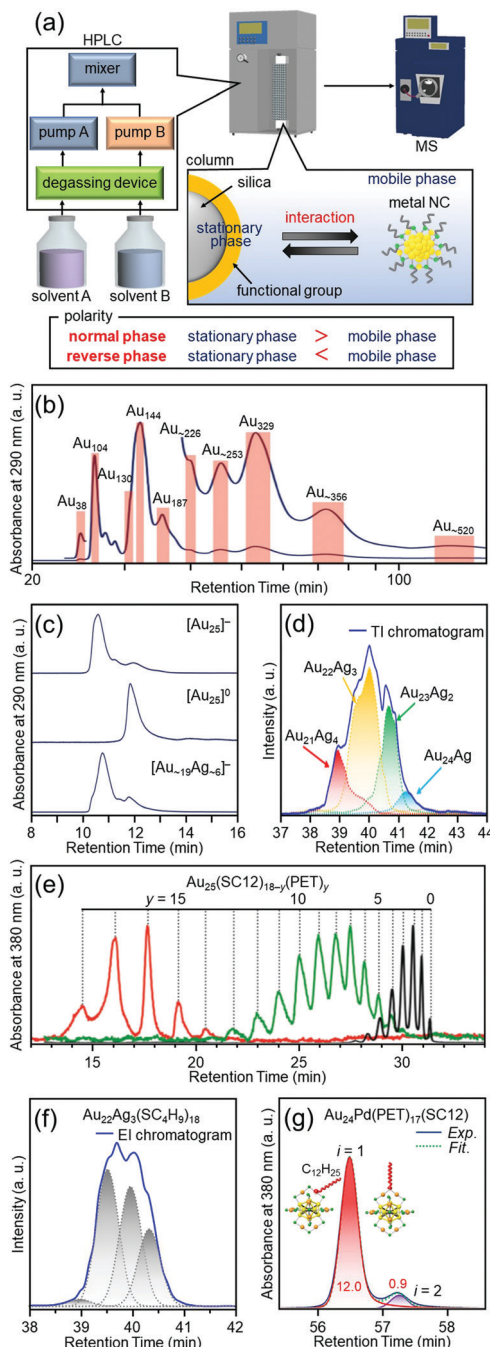 (a)
HPLC
mixer
pump A
pump B
degassing device
solvent A
solvent B
MS
column
silica
mobile phase
metal NC
stationary
phase
interaction
functional group
polarity
normal phase stationary phase > mobile phase
reverse phase stationary phase < mobile phase
(b)
Absorbance at 290 nm (a. u.)
Au38
Au104
Au130
Au144
Au187
Au~226
Au~253
Au329
Au~356
Au~520
20 100
Retention Time (min)
(c)
Absorbance at 290 nm (a. u.)
[Au25]−
[Au25]0
[Au~19Ag~6]−
8 10 12 14 16
Retention Time (min)
(d)
TI chromatogram
Intensity (a. u.)
Au22Ag3
Au23Ag2
Au21Ag4
Au24Ag
37 38 39 40 41 42 43 44
Retention Time (min)
(e)
Au25(SC12)18−y(PET)y
y = 15 10 5 0
Absorbance at 380 nm (a. u.)
15 20 25 30
Retention Time (min)
(f)
Au22Ag3(SC4H9)18
EI chromatogram
Intensity (a. u.)
38 39 40 41 42
Retention Time (min)
(g)
Au24Pd(PET)17(SC12)
Exp.
Fit.
i = 1
C12H25
12.0
0.9
i = 2
Absorbance at 380 nm (a. u.)
56 57 58
Retention Time (min)